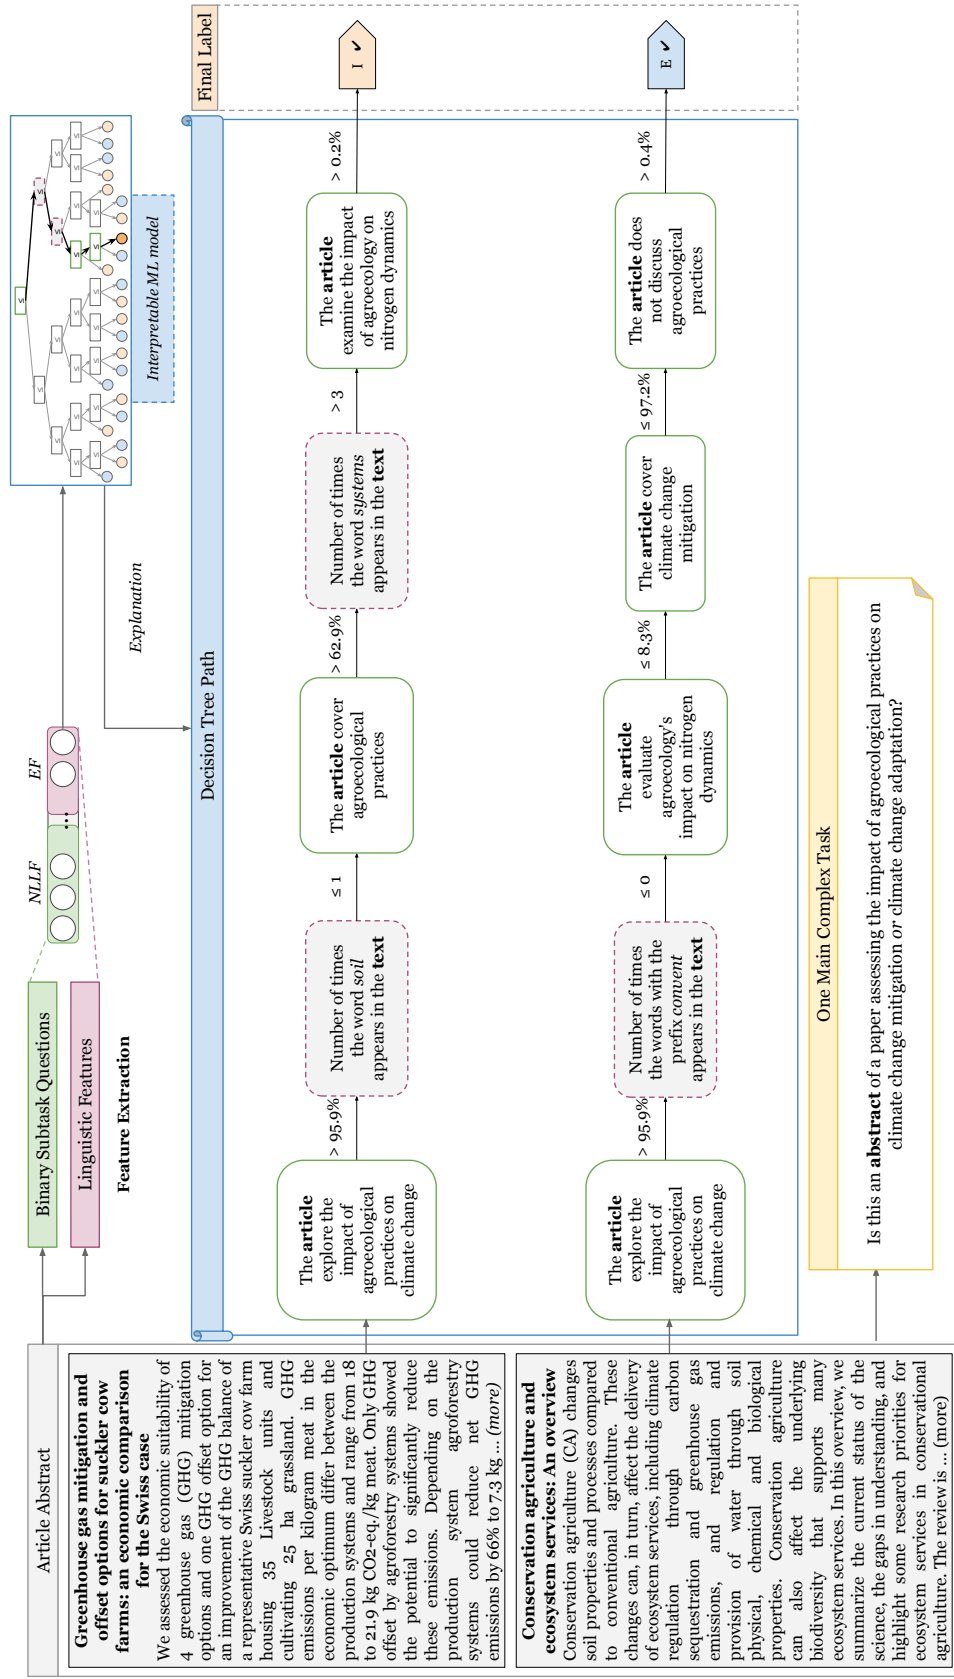 Article Abstract
Greenhouse gas mitigation and
offset options for suckler cow
farms: an economic comparison
for the Swiss case
We assessed the economic suitability of
4 greenhouse gas (GHG) mitigation
options and one GHG offset option for
an improvement of the GHG balance of
a representative Swiss suckler cow farm
housing 35 Livestock units and
cultivating 25 ha grassland. GHG
emissions per kilogram meat in the
economic optimum differ between the
production systems and range from 18
to 21.9 kg CO2-eq./kg meat. Only GHG
offset by agroforestry systems showed
the potential to significantly reduce
these emissions. Depending on the
production system agroforestry
systems could reduce net GHG
emissions by 66% to 7.3 kg ... (more)
Conservation agriculture and
ecosystem services: An overview
Conservation agriculture (CA) changes
soil properties and processes compared
to conventional agriculture. These
changes can, in turn, affect the delivery
of ecosystem services, including climate
regulation through carbon
sequestration and greenhouse gas
emissions, and regulation and
provision of water through soil
physical, chemical and biological
properties. Conservation agriculture
can also affect the underlying
biodiversity that supports many
ecosystem services. In this overview, we
summarize the current status of the
science, the gaps in understanding, and
highlight some research priorities for
ecosystem services in conservational
agriculture. The review is ... (more)
Binary Subtask Questions
Linguistic Features
Feature Extraction
NLLF
...
EF
Explanation
Interpretable ML model
Decision Tree Path
Final Label
The article
explore the
impact of
agroecological
practices on
climate change
> 95.9%
Number of times
the word soil
appears in the text
≤ 1
The article cover
agroecological
practices
> 62.9%
Number of times
the word systems
appears in the text
> 3
The article
examine the impact
of agroecology on
nitrogen dynamics
> 0.2%
I ✓
The article
explore the
impact of
agroecological
practices on
climate change
> 95.9%
Number of times
the words with the
prefix convent
appears in the text
≤ 0
The article
evaluate
agroecology's
impact on nitrogen
dynamics
≤ 8.3%
The article cover
climate change
mitigation
≤ 97.2%
The article does
not discuss
agroecological
practices
> 0.4%
E ✓
One Main Complex Task
Is this an abstract of a paper assessing the impact of agroecological practices on
climate change mitigation or climate change adaptation?